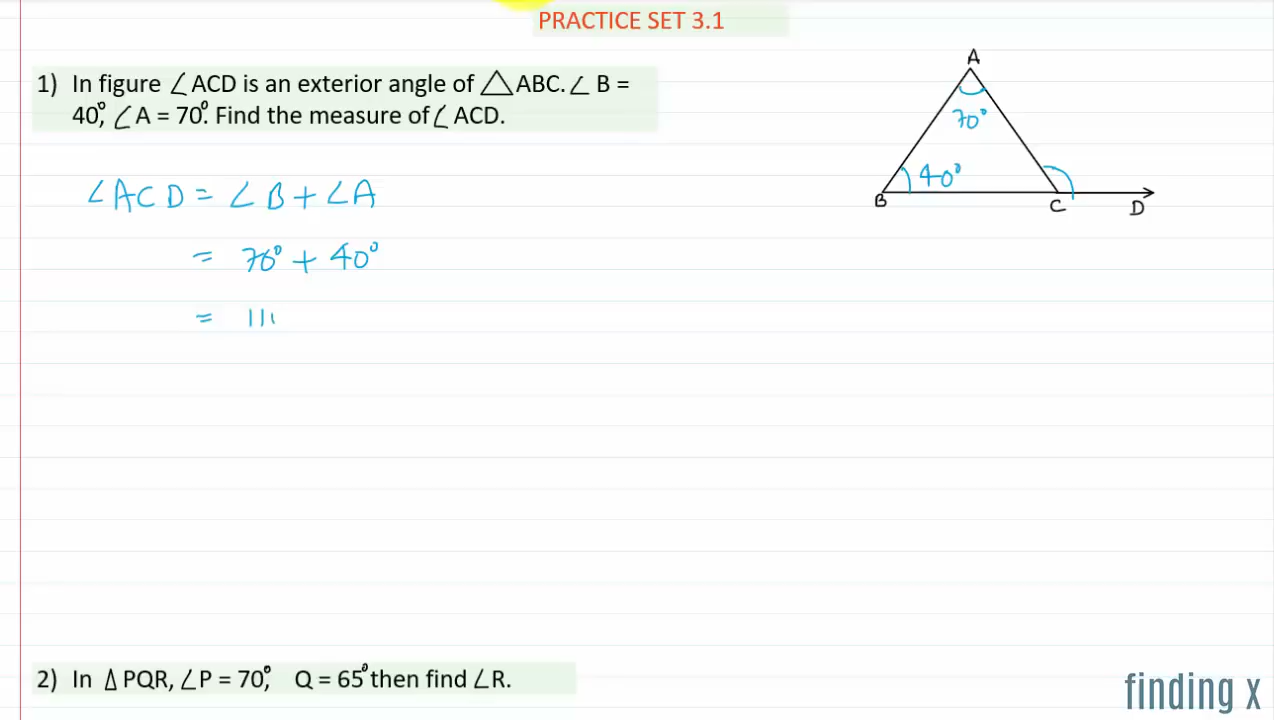 PRACTICE SET 3.1
1) In figure ∠ACD is an exterior angle of △ABC. ∠ B =
40°, ∠A = 70°. Find the measure of ∠ ACD.
∠ACD = ∠B + ∠A
= 70° + 40°
= 11
A
70°
40°
B
C
D
2) In △ PQR, ∠P = 70°, Q = 65° then find ∠R.
finding x